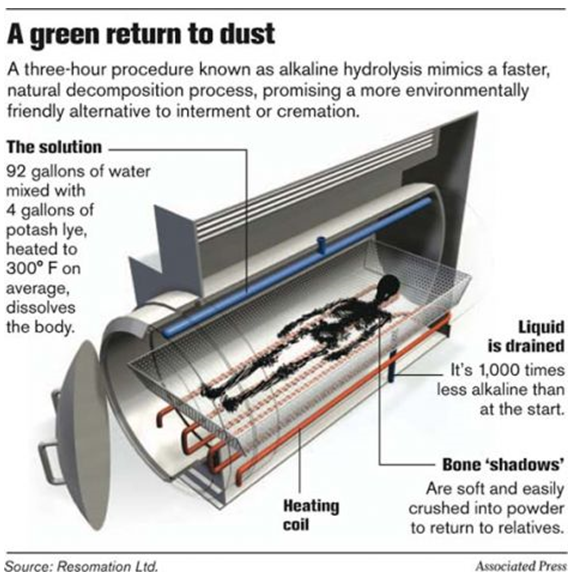 A green return to dust
A three-hour procedure known as alkaline hydrolysis mimics a faster,
natural decomposition process, promising a more environmentally
friendly alternative to interment or cremation.
The solution
92 gallons of water
mixed with
4 gallons of
potash lye,
heated to
300° F on
average,
dissolves
the body.
Liquid
is drained
It's 1,000 times
less alkaline than
at the start.
Bone ‘shadows’
Are soft and easily
crushed into powder
to return to relatives.
Heating
coil
Source: Resomation Ltd.
Associated Press